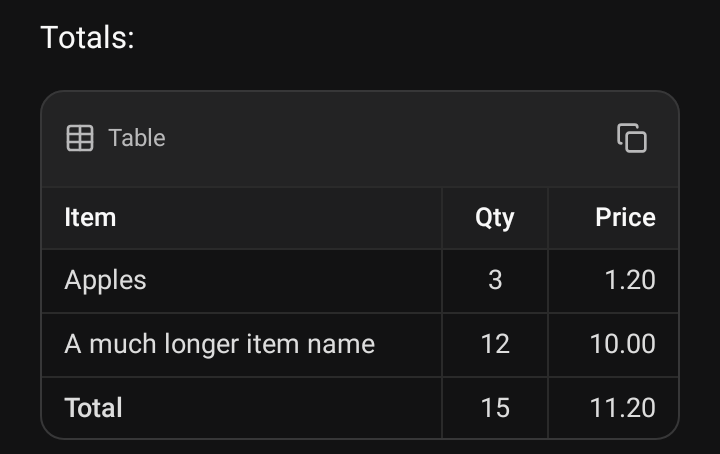 Totals:
Table
Item Qty Price
Apples 3 1.20
A much longer item name 12 10.00
Total 15 11.20